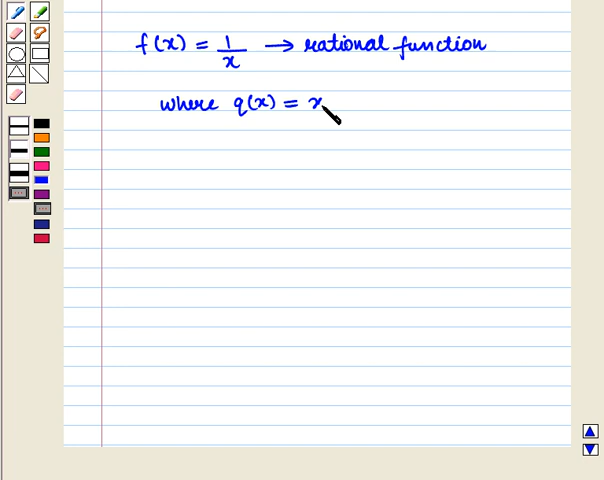 f(x) = 1/x → rational function
where q(x) = x